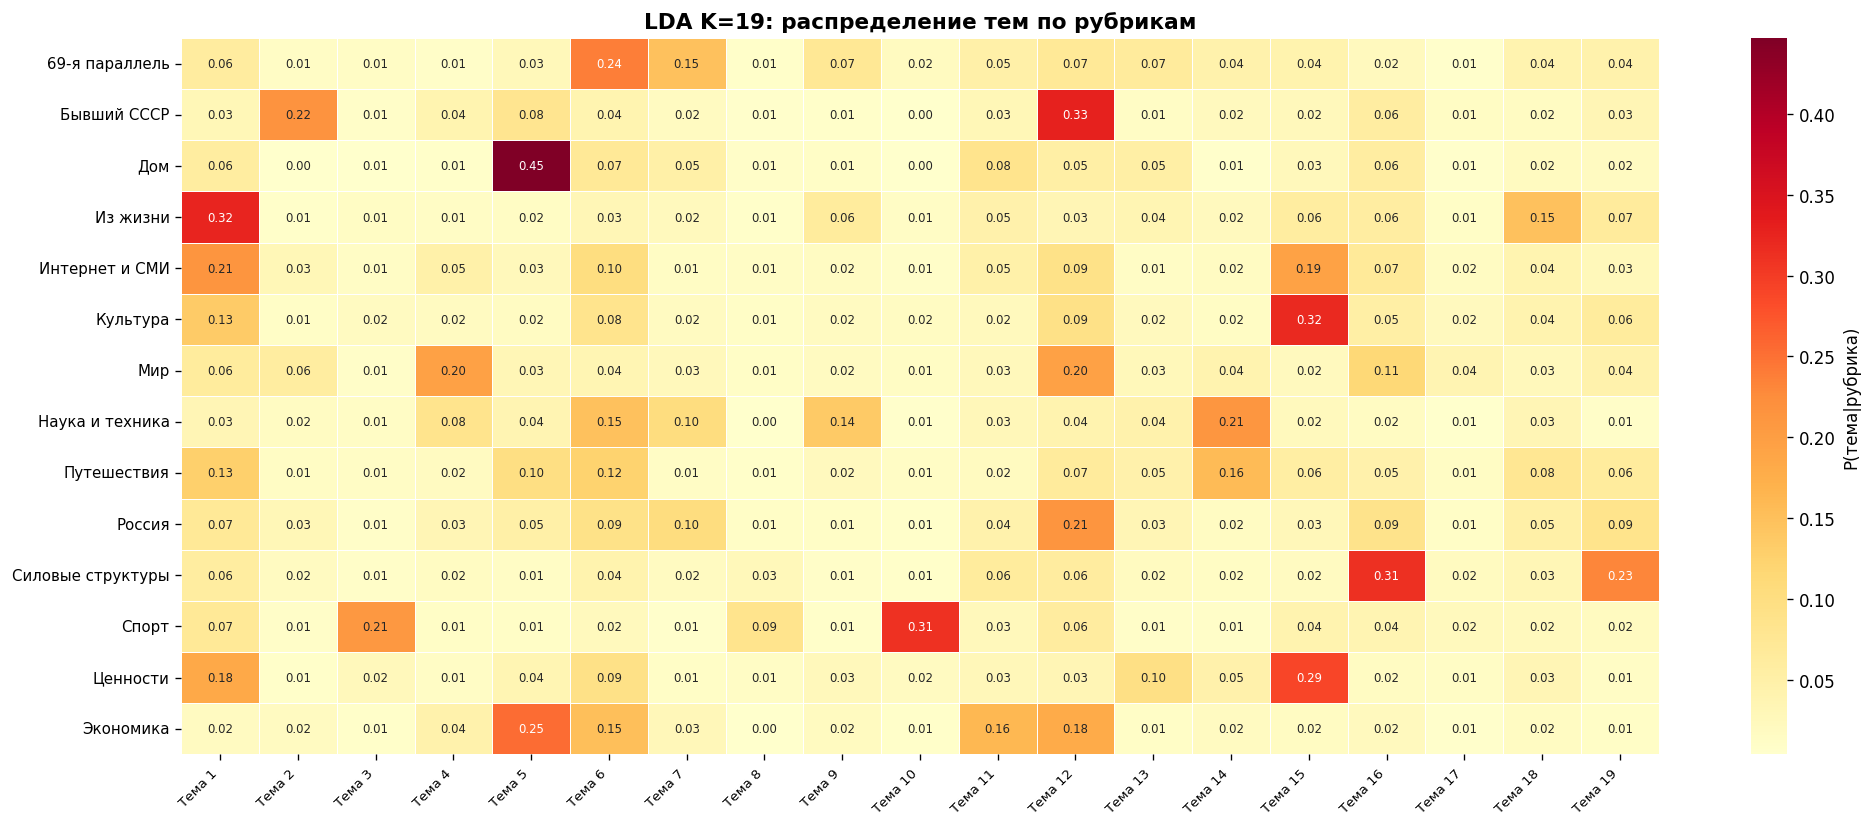 LDA K=19: распределение тем по рубрикам
69-я параллель 0.06 0.01 0.01 0.01 0.03 0.24 0.15 0.01 0.07 0.02 0.05 0.07 0.07 0.04 0.04 0.02 0.01 0.04 0.04
Бывший СССР 0.03 0.22 0.01 0.04 0.08 0.04 0.02 0.01 0.01 0.00 0.03 0.33 0.01 0.02 0.02 0.06 0.01 0.02 0.03
Дом 0.06 0.00 0.01 0.01 0.45 0.07 0.05 0.01 0.01 0.00 0.08 0.05 0.05 0.01 0.03 0.06 0.01 0.02 0.02
Из жизни 0.32 0.01 0.01 0.01 0.02 0.03 0.02 0.01 0.06 0.01 0.05 0.03 0.04 0.02 0.06 0.06 0.01 0.15 0.07
Интернет и СМИ 0.21 0.03 0.01 0.05 0.03 0.10 0.01 0.01 0.02 0.01 0.05 0.09 0.01 0.02 0.19 0.07 0.02 0.04 0.03
Культура 0.13 0.01 0.02 0.02 0.02 0.08 0.02 0.01 0.02 0.02 0.02 0.09 0.02 0.02 0.32 0.05 0.02 0.04 0.06
Мир 0.06 0.06 0.01 0.20 0.03 0.04 0.03 0.01 0.02 0.01 0.03 0.20 0.03 0.04 0.02 0.11 0.04 0.03 0.04
Наука и техника 0.03 0.02 0.01 0.08 0.04 0.15 0.10 0.00 0.14 0.01 0.03 0.04 0.04 0.21 0.02 0.02 0.01 0.03 0.01
Путешествия 0.13 0.01 0.01 0.02 0.10 0.12 0.01 0.01 0.02 0.01 0.02 0.07 0.05 0.16 0.06 0.05 0.01 0.08 0.06
Россия 0.07 0.03 0.01 0.03 0.05 0.09 0.10 0.01 0.01 0.01 0.04 0.21 0.03 0.02 0.03 0.09 0.01 0.05 0.09
Силовые структуры 0.06 0.02 0.01 0.02 0.01 0.04 0.02 0.03 0.01 0.01 0.06 0.06 0.02 0.02 0.02 0.31 0.02 0.03 0.23
Спорт 0.07 0.01 0.21 0.01 0.01 0.02 0.01 0.09 0.01 0.31 0.03 0.06 0.01 0.01 0.04 0.04 0.02 0.02 0.02
Ценности 0.18 0.01 0.02 0.01 0.04 0.09 0.01 0.01 0.03 0.02 0.03 0.03 0.10 0.05 0.29 0.02 0.01 0.03 0.01
Экономика 0.02 0.02 0.01 0.04 0.25 0.15 0.03 0.00 0.02 0.01 0.16 0.18 0.01 0.02 0.02 0.02 0.01 0.02 0.01
Тема 1 Тема 2 Тема 3 Тема 4 Тема 5 Тема 6 Тема 7 Тема 8 Тема 9 Тема 10 Тема 11 Тема 12 Тема 13 Тема 14 Тема 15 Тема 16 Тема 17 Тема 18 Тема 19
0.40
0.35
0.30
0.25
0.20
0.15
0.10
0.05
P(тема|рубрика)